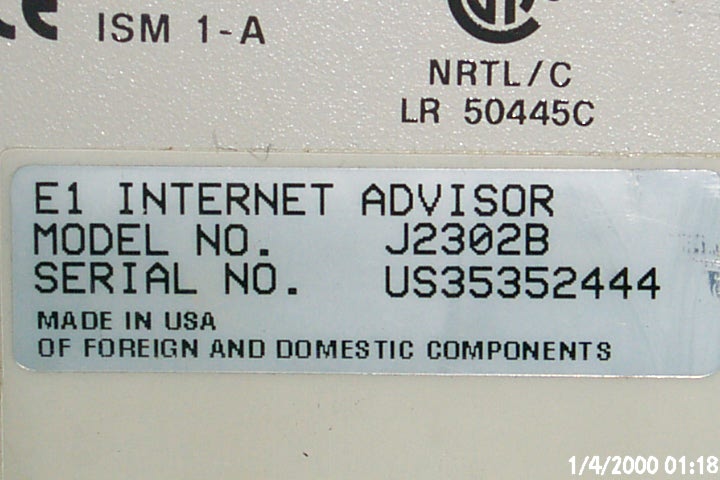 CE ISM 1-A
NRTL/C
LR 50445C
E1 INTERNET ADVISOR
MODEL NO. J2302B
SERIAL NO. US35352444
MADE IN USA
OF FOREIGN AND DOMESTIC COMPONENTS
1/4/2000 01:18